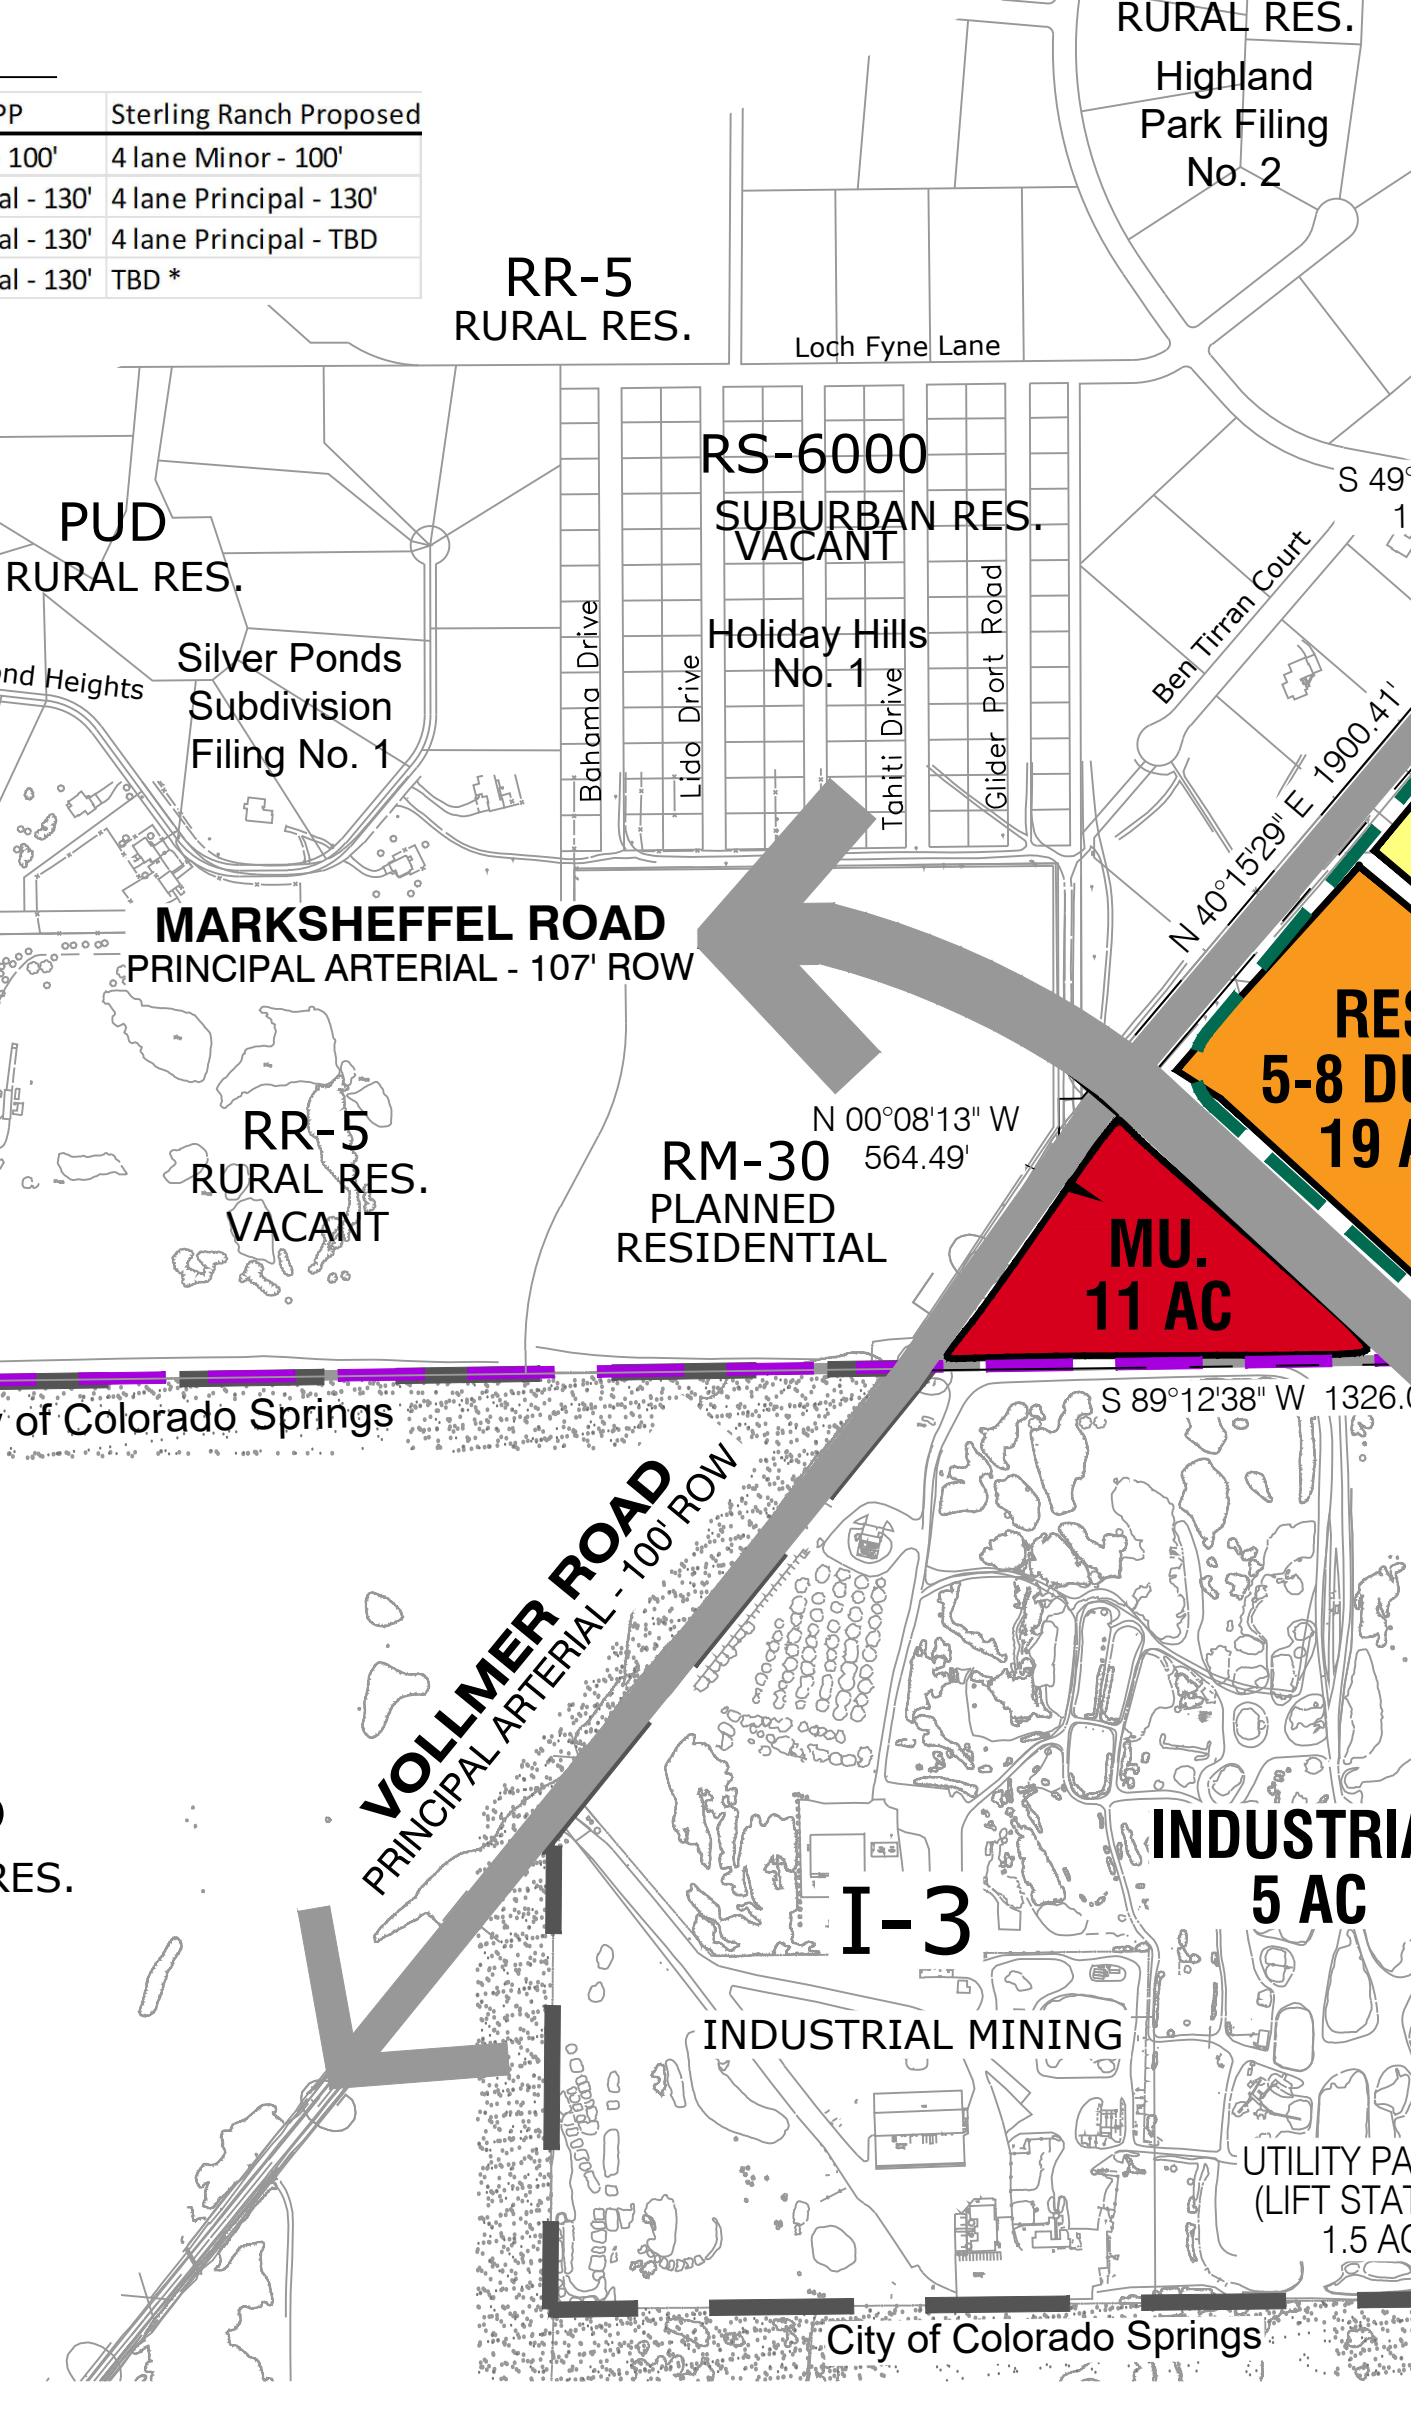 RURAL RES.
Highland
Park Filing
No. 2
PP
Sterling Ranch Proposed
100'
4 lane Minor - 100'
al - 130'
4 lane Principal - 130'
al - 130'
4 lane Principal - TBD
al - 130'
TBD *
RR-5
RURAL RES.
Loch Fyne Lane
RS-6000
SUBURBAN RES.
VACANT
S 49°
1
PUD
RURAL RES.
Holiday Hills
No. 1
Bahama Drive
Lido Drive
Tahiti Drive
Glider Port Road
Ben Tirran Court
nd Heights
Silver Ponds
Subdivision
Filing No. 1
N 40°15'29" E 1900.41'
MARKSHEFFEL ROAD
PRINCIPAL ARTERIAL - 107' ROW
RES
5-8 DU
19 A
N 00°08'13" W
564.49'
RR-5
RURAL RES.
VACANT
RM-30
PLANNED
RESIDENTIAL
MU.
11 AC
S 89°12'38" W 1326.0
of Colorado Springs
VOLLMER ROAD
PRINCIPAL ARTERIAL - 100' ROW
RES.
INDUSTRIA
5 AC
I-3
INDUSTRIAL MINING
UTILITY PA
(LIFT STAT
1.5 AC
City of Colorado Springs